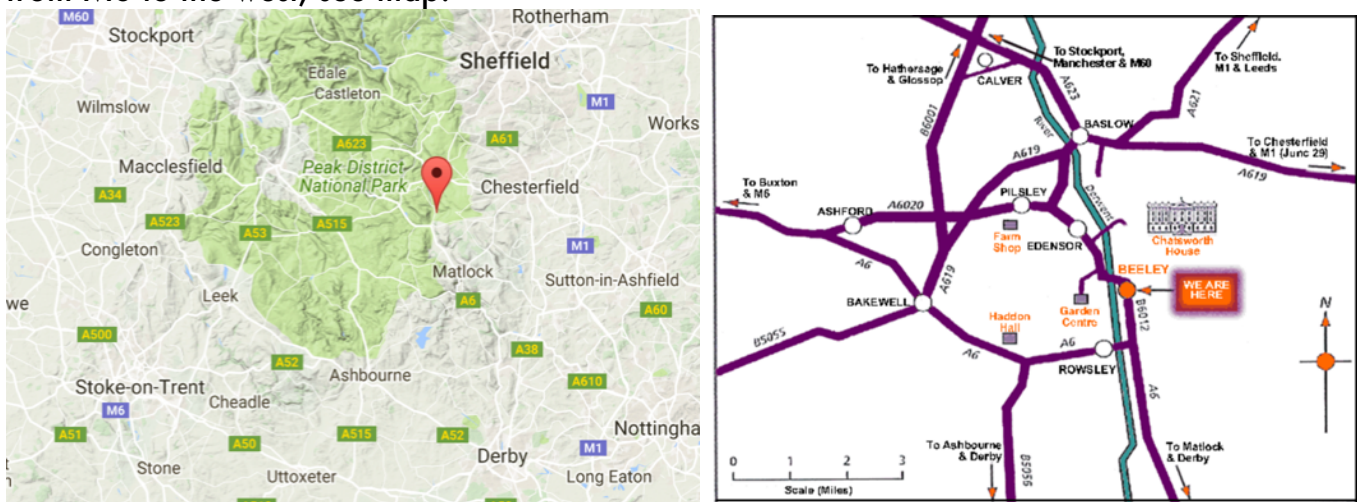 Rotherham
M60
Stockport
Sheffield
Edale
Castleton
Wilmslow
M1
Works
A61
A623
Macclesfield
Peak District
National Park
Chesterfield
A34
A523
A515
A53
Congleton
M1
Matlock
Sutton-in-Ashfield
we
Leek
A6
A60
A500
A38
A52
Ashbourne
A610
Stoke-on-Trent
M6
Cheadle
Nottingha
A51
A50
A515
A52
M1
Derby
Stone
Uttoxeter
Long Eaton
To Stockport,
Manchester & M60
To Sheffield,
M1 & Leeds
To Hathersage
& Glossop
CALVER
A623
A621
B6001
River
BASLOW
To Chesterfield
& M1 (Junc 29)
A619
A619
To Buxton
& M6
PILSLEY
Derwent
ASHFORD
A6020
Farm
Shop
EDENSOR
Chatsworth
House
A6
A619
BEELEY
WE ARE
HERE
BAKEWELL
Garden
Centre
B6012
N
Haddon
Hall
B5055
A6
A6
ROWSLEY
A6
To Ashbourne
& Derby
B5056
To Matlock
& Derby
0 1 2 3
Scale (Miles)